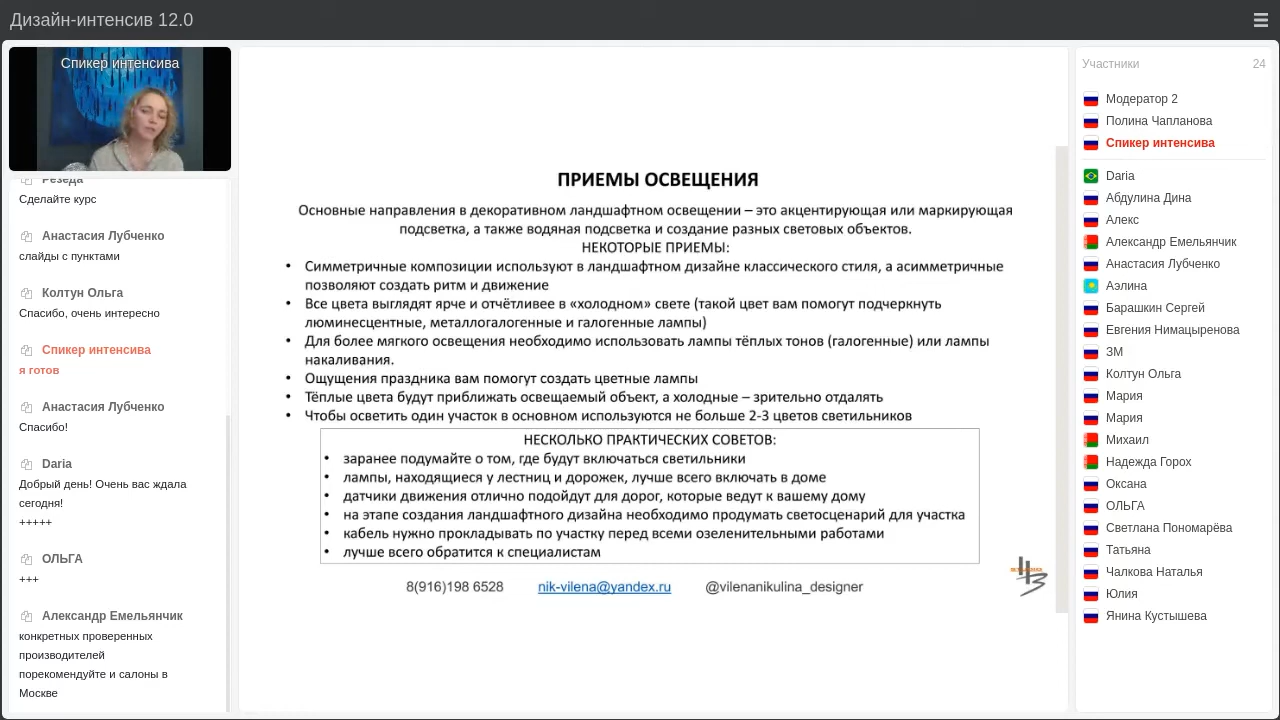 Дизайн-интенсив 12.0
Спикер интенсива
Резеда
Сделайте курс
Анастасия Лубченко
слайды с пунктами
Колтун Ольга
Спасибо, очень интересно
Спикер интенсива
я готов
Анастасия Лубченко
Спасибо!
Daria
Добрый день! Очень вас ждала
сегодня!
+++++
ОЛЬГА
+++
Александр Емельянчик
конкретных проверенных
производителей
порекомендуйте и салоны в
Москве
ПРИЕМЫ ОСВЕЩЕНИЯ
Основные направления в декоративном ландшафтном освещении – это акцентирующая или маркирующая
подсветка, а также водяная подсветка и создание разных световых объектов.
НЕКОТОРЫЕ ПРИЕМЫ:
• Симметричные композиции используют в ландшафтном дизайне классического стиля, а асимметричные
позволяют создать ритм и движение
• Все цвета выглядят ярче и отчётливее в «холодном» свете (такой цвет вам помогут подчеркнуть
люминесцентные, металлогалогенные и галогенные лампы)
• Для более мягкого освещения необходимо использовать лампы тёплых тонов (галогенные) или лампы
накаливания.
• Ощущения праздника вам помогут создать цветные лампы
• Тёплые цвета будут приближать освещаемый объект, а холодные – зрительно отдалять
• Чтобы осветить один участок в основном используются не больше 2-3 цветов светильников
НЕСКОЛЬКО ПРАКТИЧЕСКИХ СОВЕТОВ:
• заранее подумайте о том, где будут включаться светильники
• лампы, находящиеся у лестниц и дорожек, лучше всего включать в доме
• датчики движения отлично подойдут для дорог, которые ведут к вашему дому
• на этапе создания ландшафтного дизайна необходимо продумать светосценарий для участка
• кабель нужно прокладывать по участку перед всеми озеленительными работами
• лучше всего обратится к специалистам
8(916)198 6528 nik-vilena@yandex.ru @vilenanikulina_designer
Участники 24
Модератор 2
Полина Чапланова
Спикер интенсива
Daria
Абдулина Дина
Алекс
Александр Емельянчик
Анастасия Лубченко
Аэлина
Барашкин Сергей
Евгения Нимацыренова
ЗМ
Колтун Ольга
Мария
Мария
Михаил
Надежда Горох
Оксана
ОЛЬГА
Светлана Пономарёва
Татьяна
Чалкова Наталья
Юлия
Янина Кустышева